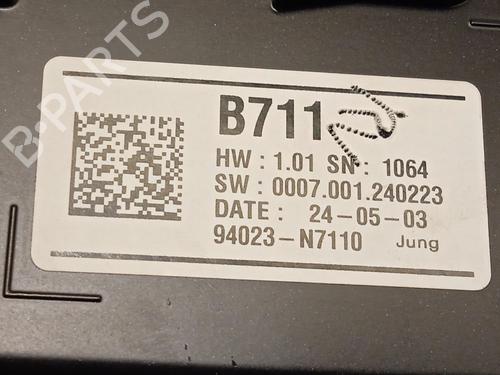 B-PARTS
B711
HW : 1.01 SN : 1064
SW : 0007.001.240223
DATE : 24-05-03
94023-N7110 Jung